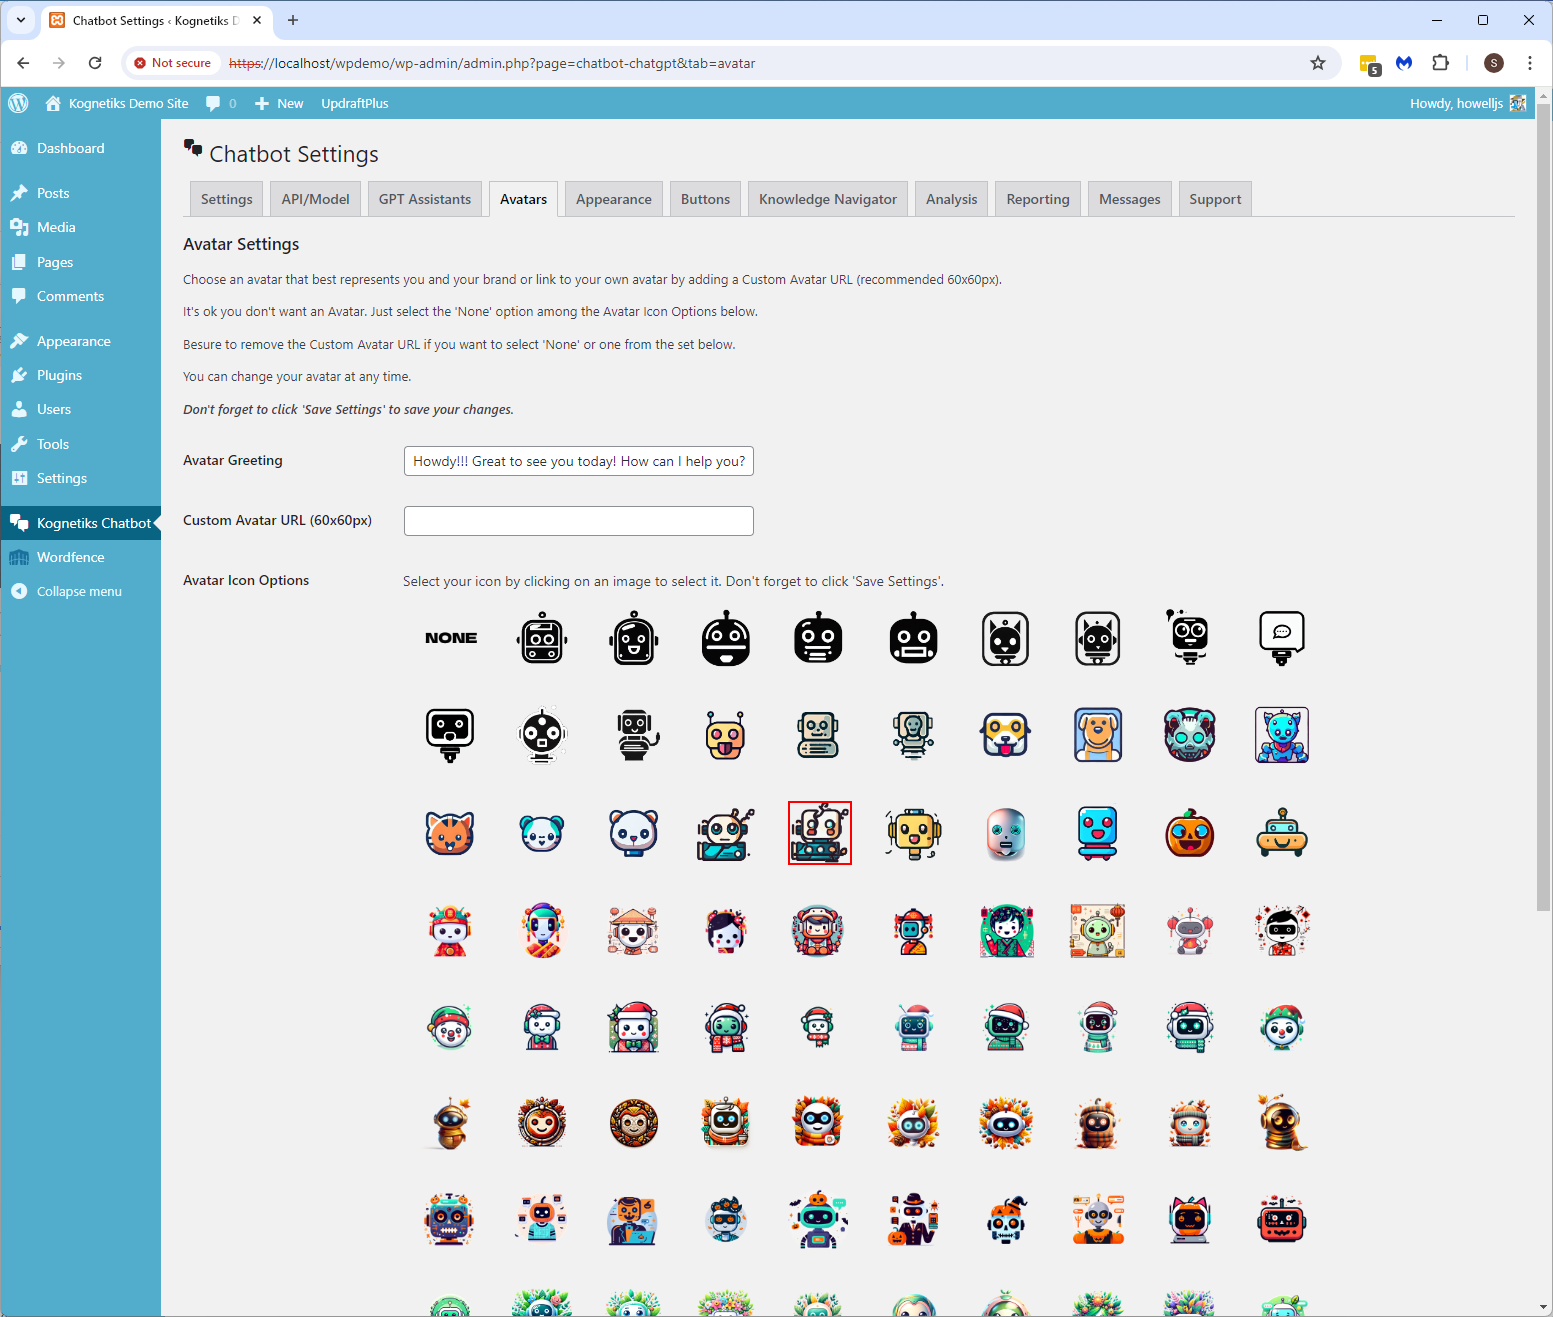 Chatbot Settings ‹ Kognetiks D
Not secure
https://localhost/wpdemo/wp-admin/admin.php?page=chatbot-chatgpt&tab=avatar
5
S
Kognetiks Demo Site
0
New
UpdraftPlus
Howdy, howelljs
Dashboard
Posts
Media
Pages
Comments
Appearance
Plugins
Users
Tools
Settings
Kognetiks Chatbot
Wordfence
Collapse menu
Chatbot Settings
Settings
API/Model
GPT Assistants
Avatars
Appearance
Buttons
Knowledge Navigator
Analysis
Reporting
Messages
Support
Avatar Settings
Choose an avatar that best represents you and your brand or link to your own avatar by adding a Custom Avatar URL (recommended 60x60px).
It's ok you don't want an Avatar. Just select the 'None' option among the Avatar Icon Options below.
Besure to remove the Custom Avatar URL if you want to select 'None' or one from the set below.
You can change your avatar at any time.
Don't forget to click 'Save Settings' to save your changes.
Avatar Greeting
Howdy!!! Great to see you today! How can I help you?
Custom Avatar URL (60x60px)
Avatar Icon Options
Select your icon by clicking on an image to select it. Don't forget to click 'Save Settings'.
NONE